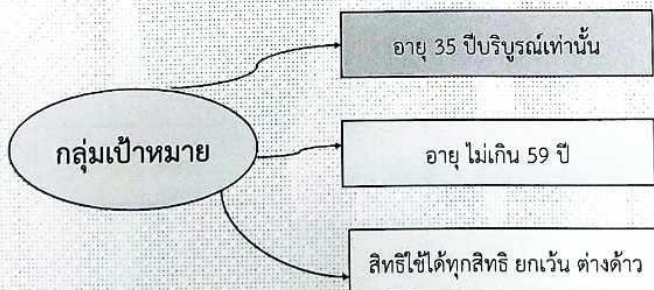 อายุ 35 ปีบริบูรณ์เท่านั้น
กลุ่มเป้าหมาย
อายุ ไม่เกิน 59 ปี
สิทธิใช้ได้ทุกสิทธิ ยกเว้น ต่างด้าว